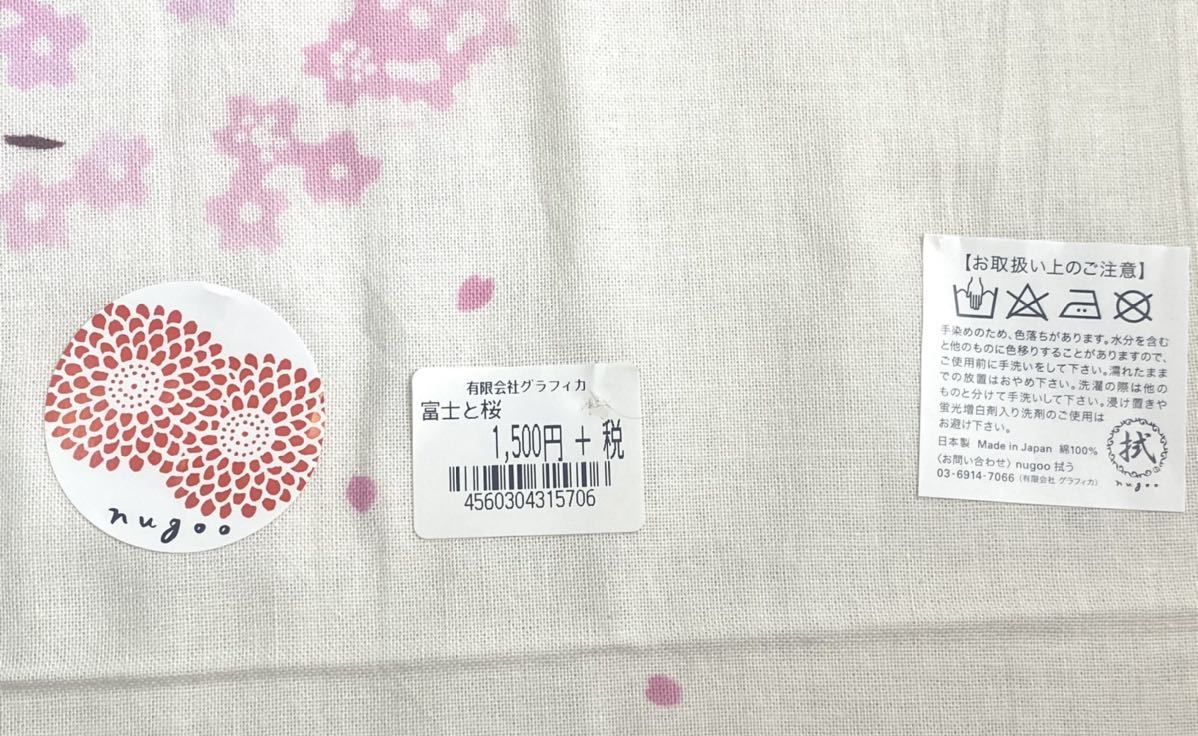 nugoo
有限会社グラフィカ
富士と桜
1,500円 + 税
4560304315706
【お取扱い上のご注意】
手染めのため、色落ちがあります。水分を含む
と他のものに色移りすることがありますので、
ご使用前に手洗いをして下さい。濡れたまま
での放置はおやめ下さい。洗濯の際は他の
ものと分けて手洗いして下さい。浸け置きや
蛍光増白剤入り洗剤のご使用は
お避け下さい。
日本製 Made in Japan 綿100%
〈お問い合わせ〉nugoo 拭う
03-6914-7066（有限会社 グラフィカ）
拭
nugoo